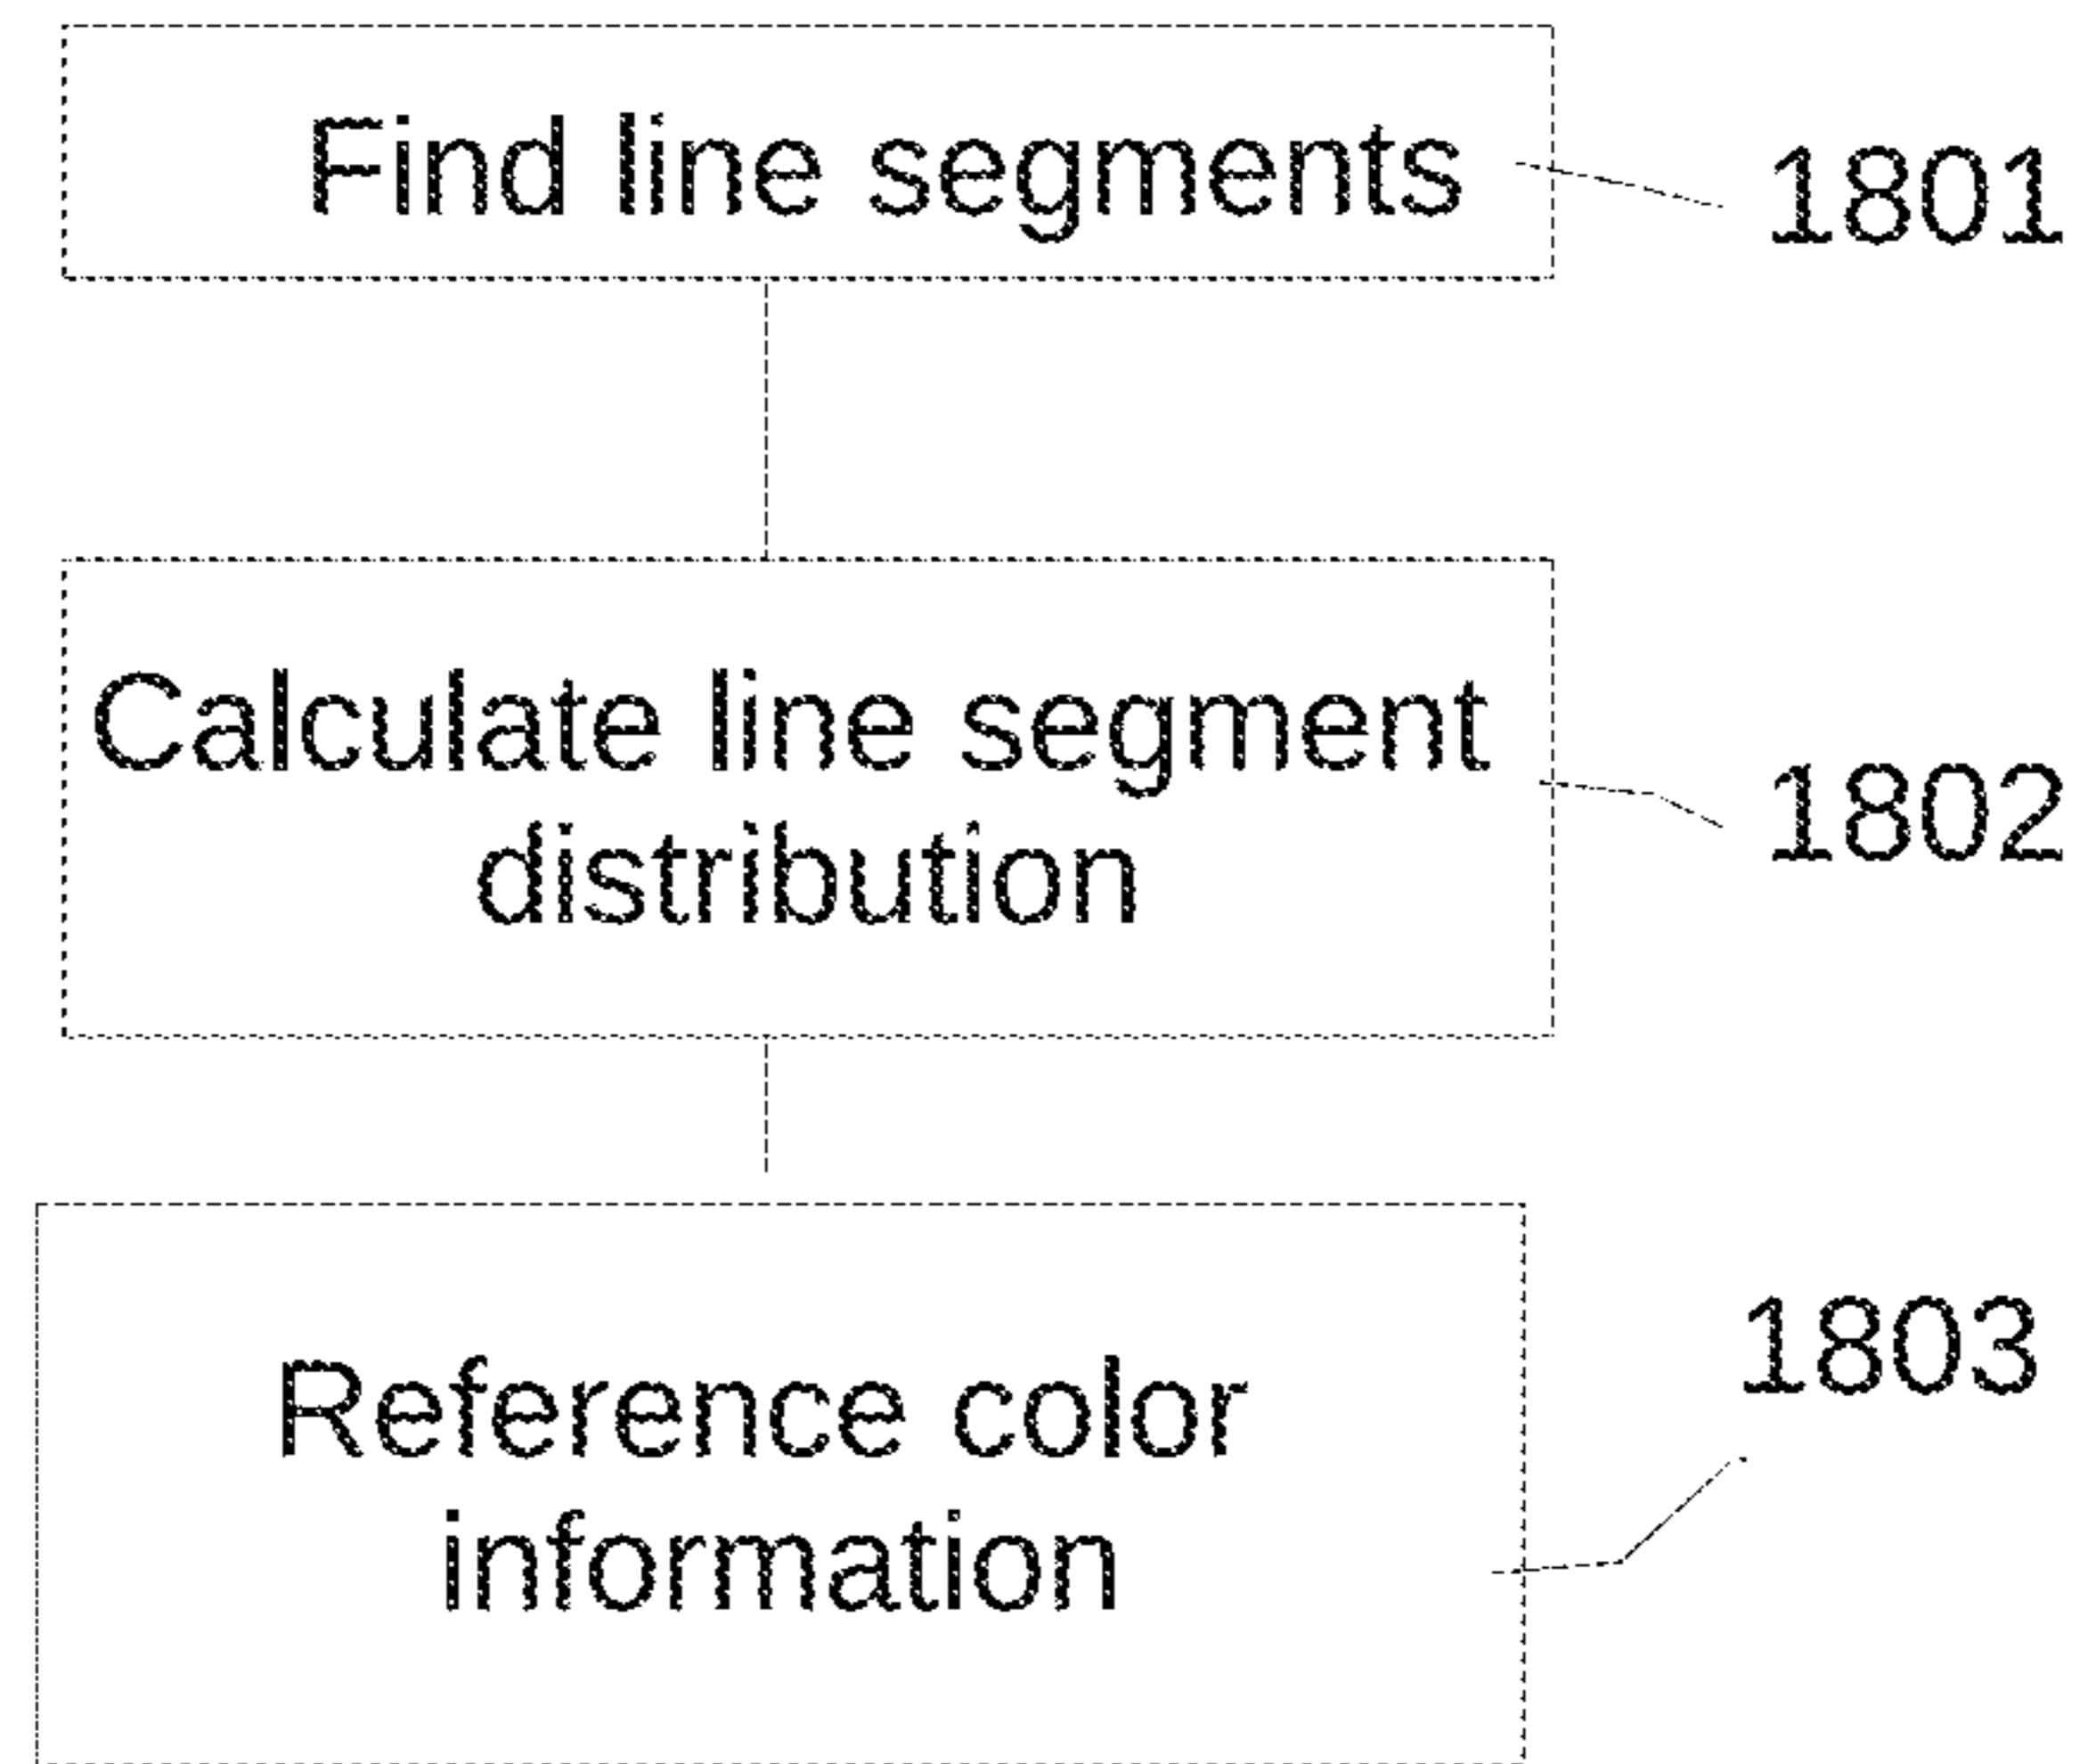 Find line segments
1801
Calculate line segment
distribution
1802
Reference color
information
1803